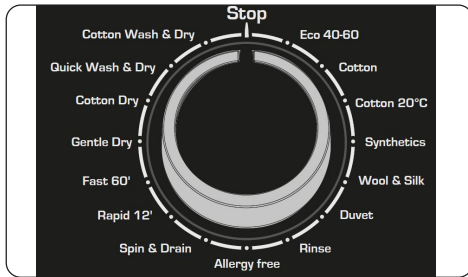 Stop
Eco 40-60
Cotton
Cotton 20°C
Synthetics
Wool & Silk
Duvet
Rinse
Allergy free
Spin & Drain
Rapid 12'
Fast 60'
Gentle Dry
Cotton Dry
Quick Wash & Dry
Cotton Wash & Dry